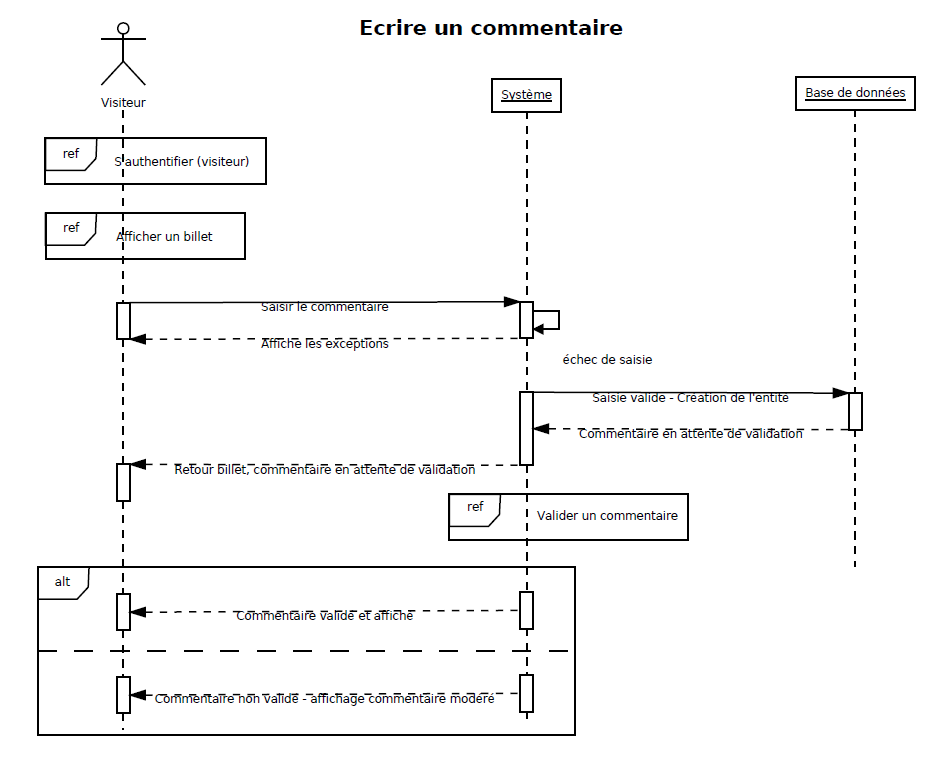 Ecrire un commentaire
Visiteur
Système
Base de données
ref
S'authentifier (visiteur)
ref
Afficher un billet
Saisir le commentaire
Affiche les exceptions
échec de saisie
Saisie valide - Création de l'entité
Commentaire en attente de validation
Retour billet, commentaire en attente de validation
ref
Valider un commentaire
alt
Commentaire validé et affiché
Commentaire non validé - affichage commentaire modéré